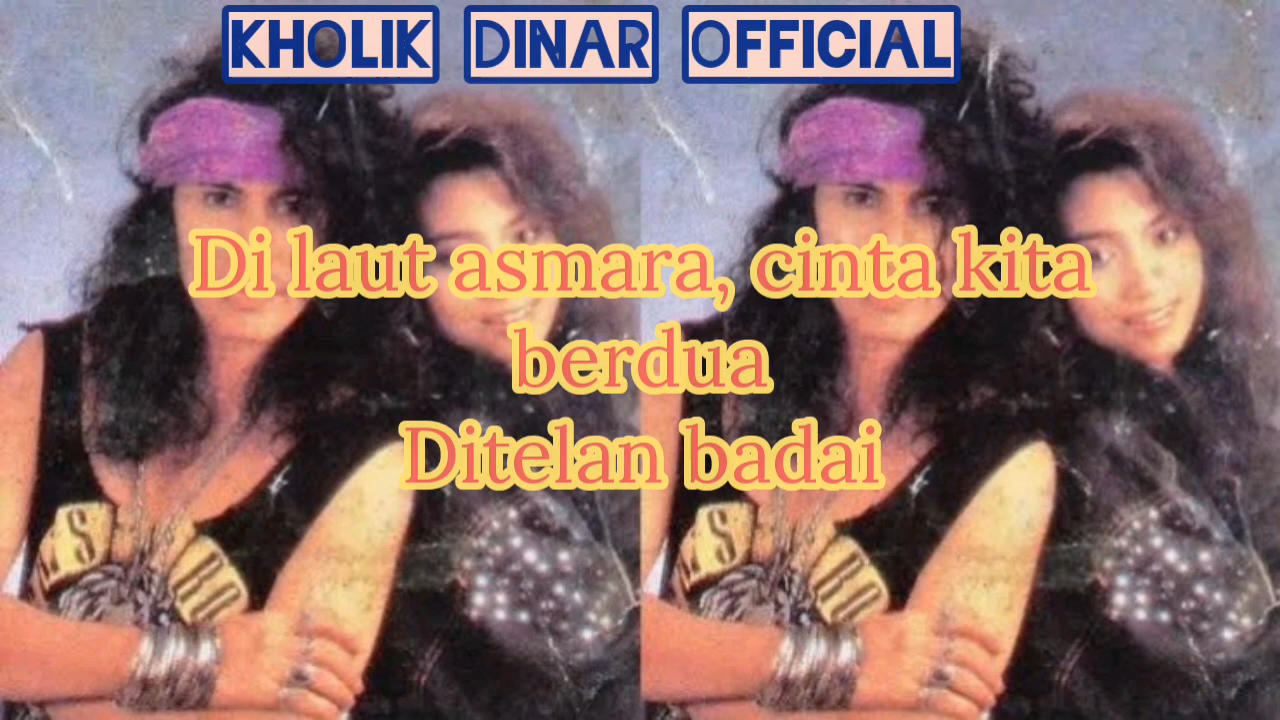 KHOLIK DINAR OFFICIAL
Di laut asmara, cinta kita
berdua
Ditelan badai